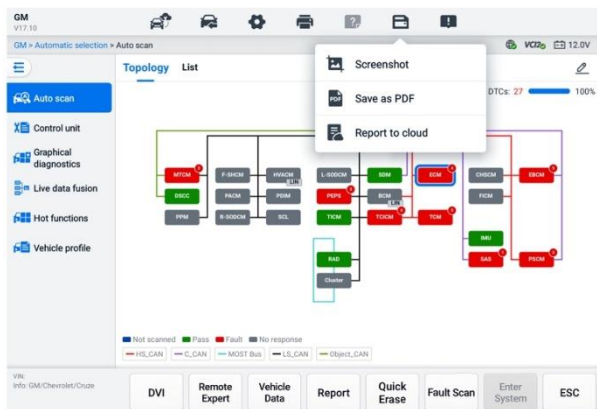 GM
V17.10
GM > Automatic selection > Auto scan
VCI
12.0V
Topology List
Screenshot
Save as PDF
PDF
Report to cloud
DTCs: 27
100%
Auto scan
Control unit
Graphical
diagnostics
Live data fusion
Hot functions
Vehicle profile
MTCM F-SHCM HVACM L-SODCM SDM ECM CHSCM EBCM
LIN
DSCC PACM PDIM PEPS BCM FICM
LIN
PPM R-SODCM SCL TICM TCICM TCM
IMU
RAD SAS PSCM
Cluster
Not scanned Pass Fault No response
HS_CAN C_CAN MOST Bus LS_CAN Object_CAN
VIN:
Info: GM/Chevrolet/Cruze
DVI
Remote
Expert
Vehicle
Data
Report
Quick
Erase
Fault Scan
Enter
System
ESC